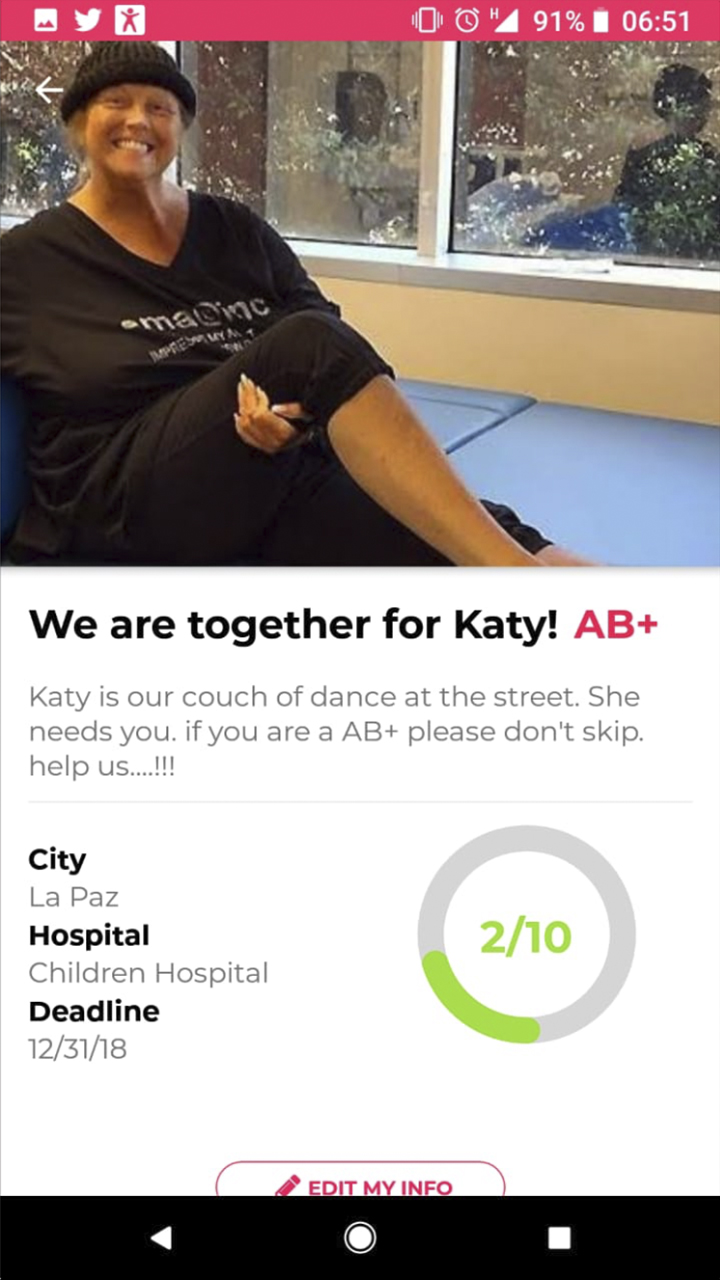 H 91% 06:51
We are together for Katy! AB+
Katy is our couch of dance at the street. She
needs you. if you are a AB+ please don't skip.
help us....!!!
City
La Paz
2/10
Hospital
Children Hospital
Deadline
12/31/18
EDIT MY INFO